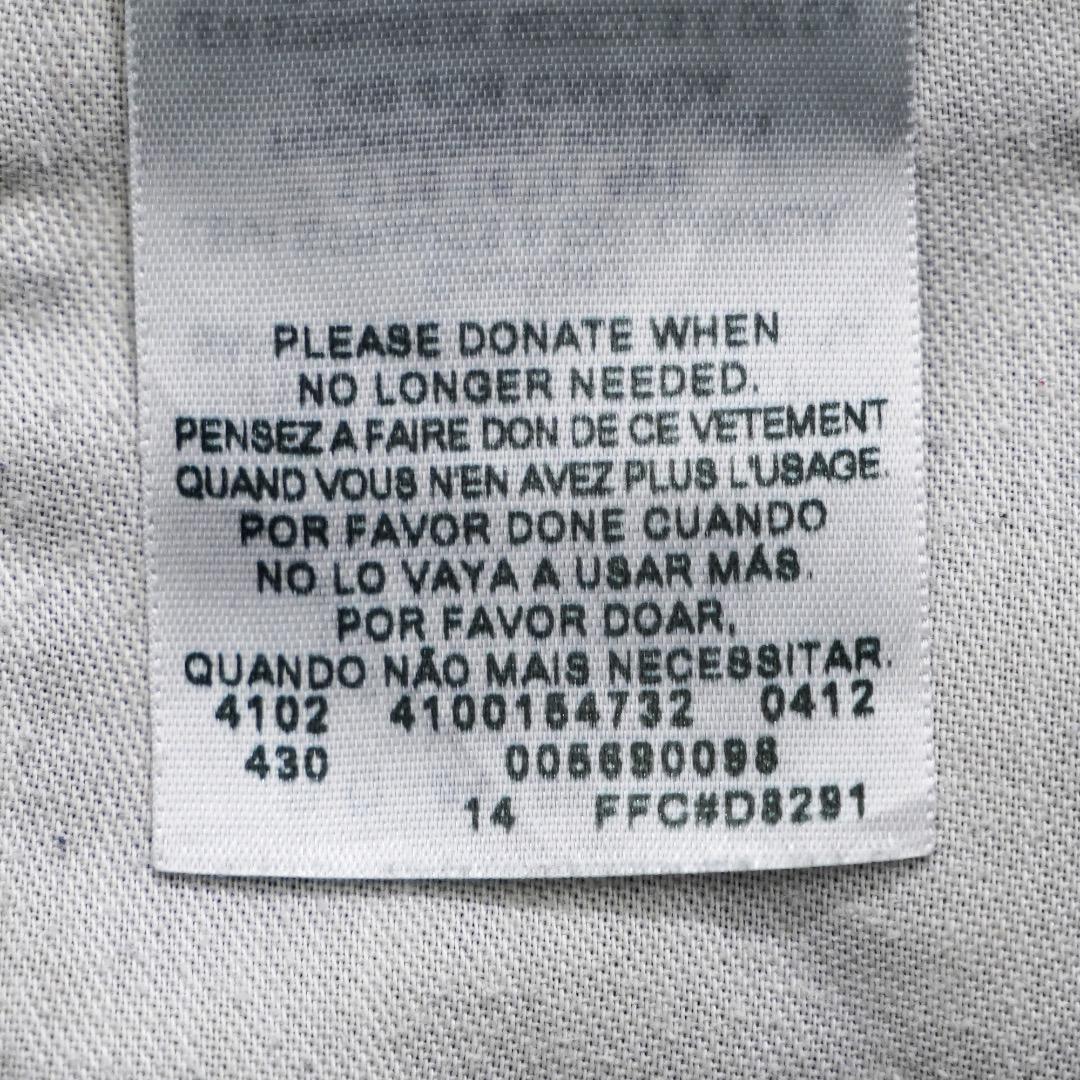 PLEASE DONATE WHEN
NO LONGER NEEDED.
PENSEZ A FAIRE DON DE CE VETEMENT
QUAND VOUS N'EN AVEZ PLUS L'USAGE.
POR FAVOR DONE CUANDO
NO LO VAYA A USAR MÁS.
POR FAVOR DOAR,
QUANDO NÃO MAIS NECESSITAR.
4102 4100154732 0412
430 005690098
14 FFC#D8291